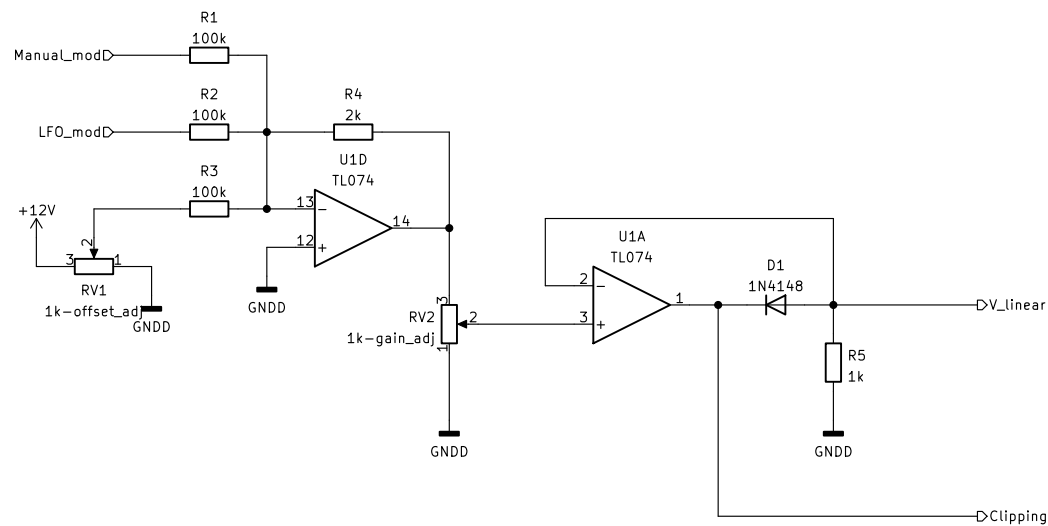 R1
100k
Manual_mod
R2
100k
LFO_mod
R4
2k
R3
100k
U1D
TL074
13
-
14
12
+
GNDD
+12V
2
3
1
RV1
1k-offset_adj
GNDD
3
RV2
2
1k-gain_adj
1
GNDD
U1A
TL074
2
-
1
3
+
D1
1N4148
V_linear
R5
1k
GNDD
Clipping